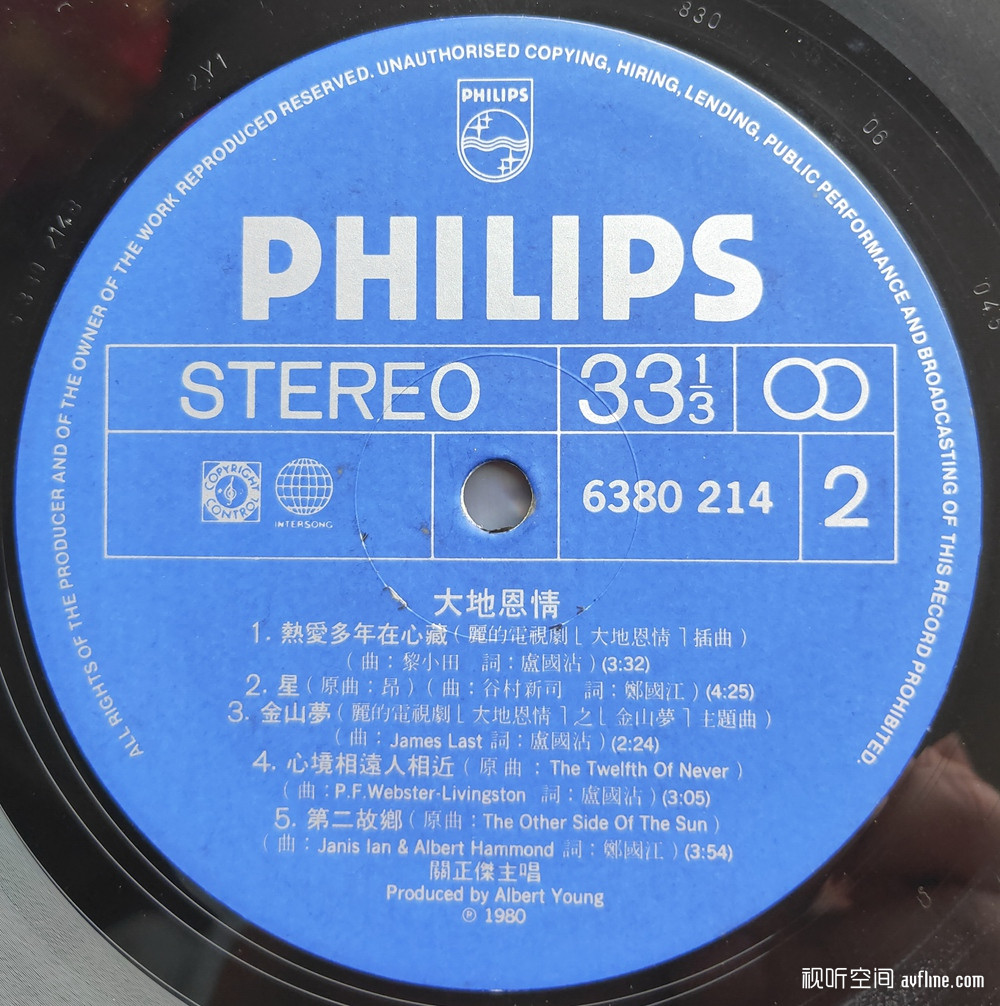 830
2Y1
06
043
ALL RIGHTS OF THE PRODUCER AND OF THE OWNER OF THE WORK REPRODUCED RESERVED. UNAUTHORISED COPYING, HIRING, LENDING, PUBLIC PERFORMANCE AND BROADCASTING OF THIS RECORD PROHIBITED.
PHILIPS
PHILIPS
STEREO
33 1/3
COPYRIGHT CONTROL
INTERSONG
6380 214
2
大地恩情
1. 熱愛多年在心藏(麗的電視劇﹝大地恩情﹞插曲)
(曲：黎小田 詞：盧國沾)(3:32)
2. 星(原曲：昴)(曲：谷村新司 詞：鄭國江)(4:25)
3. 金山夢(麗的電視劇﹝大地恩情﹞之﹝金山夢﹞主題曲)
(曲：James Last 詞：盧國沾)(2:24)
4. 心境相遠人相近(原曲：The Twelfth Of Never)
(曲：P.F.Webster-Livingston 詞：盧國沾)(3:05)
5. 第二故鄉(原曲：The Other Side Of The Sun)
(曲：Janis Ian & Albert Hammond 詞：鄭國江)(3:54)
關正傑主唱
Produced by Albert Young
℗ 1980
视听空间 avfline.com